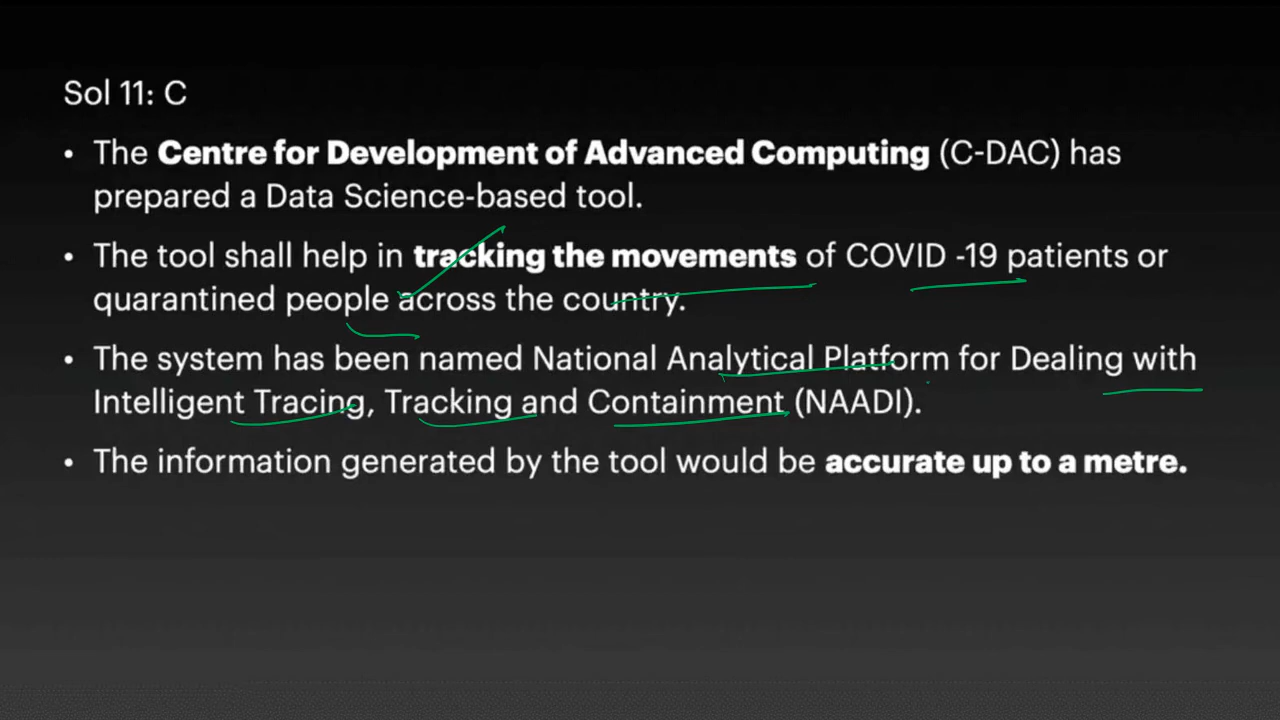 Sol 11: C
• The Centre for Development of Advanced Computing (C-DAC) has
prepared a Data Science-based tool.
• The tool shall help in tracking the movements of COVID -19 patients or
quarantined people across the country.
• The system has been named National Analytical Platform for Dealing with
Intelligent Tracing, Tracking and Containment (NAADI).
• The information generated by the tool would be accurate up to a metre.